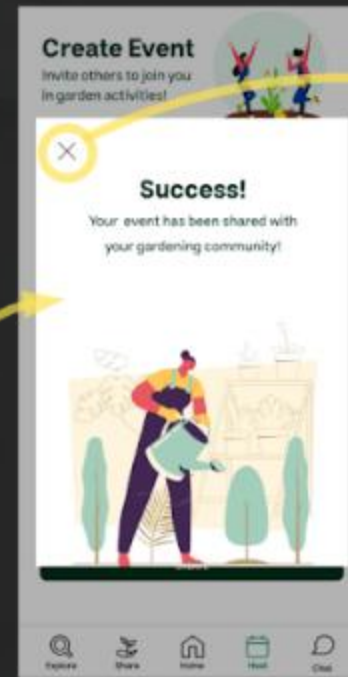 Create Event
Invite others to join you
in garden activities!
Success!
Your event has been shared with
your gardening community!
Explore
Share
Home
Host
Chat